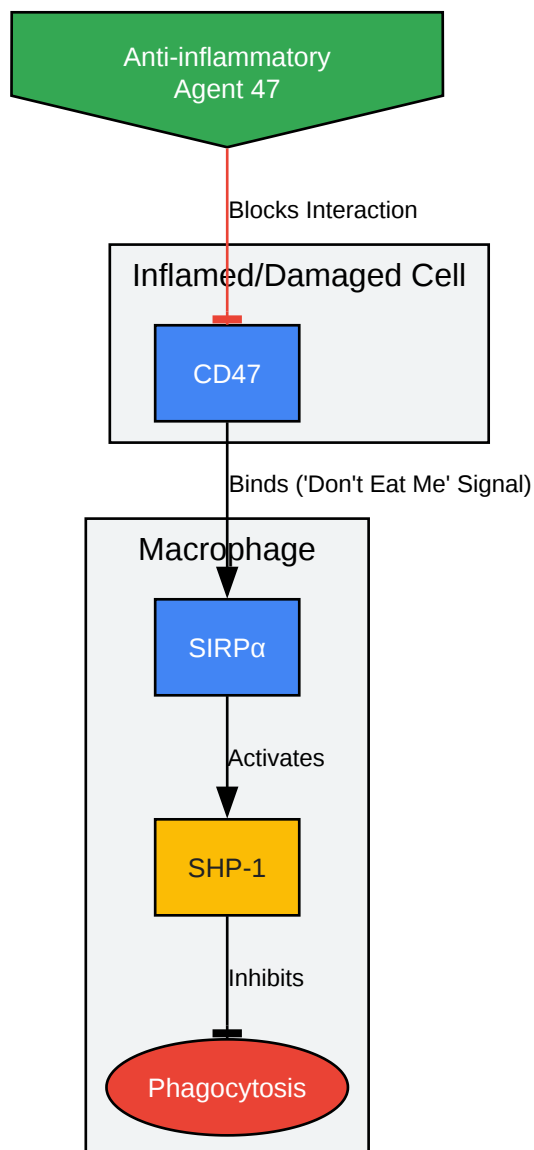 Anti-inflammatory
Agent 47
Blocks Interaction
Inflamed/Damaged Cell
CD47
Binds ('Don't Eat Me' Signal)
Macrophage
SIRPα
Activates
SHP-1
Inhibits
Phagocytosis